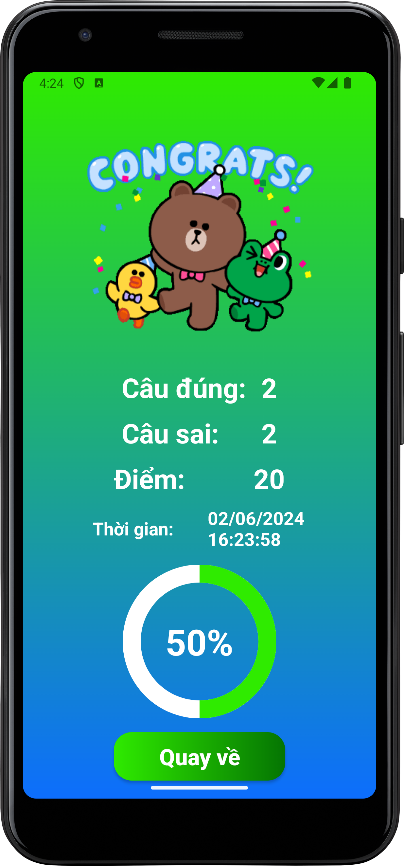 4:24
CONGRATS!
Câu đúng: 2
Câu sai: 2
Điểm: 20
Thời gian: 02/06/2024
16:23:58
50%
Quay về